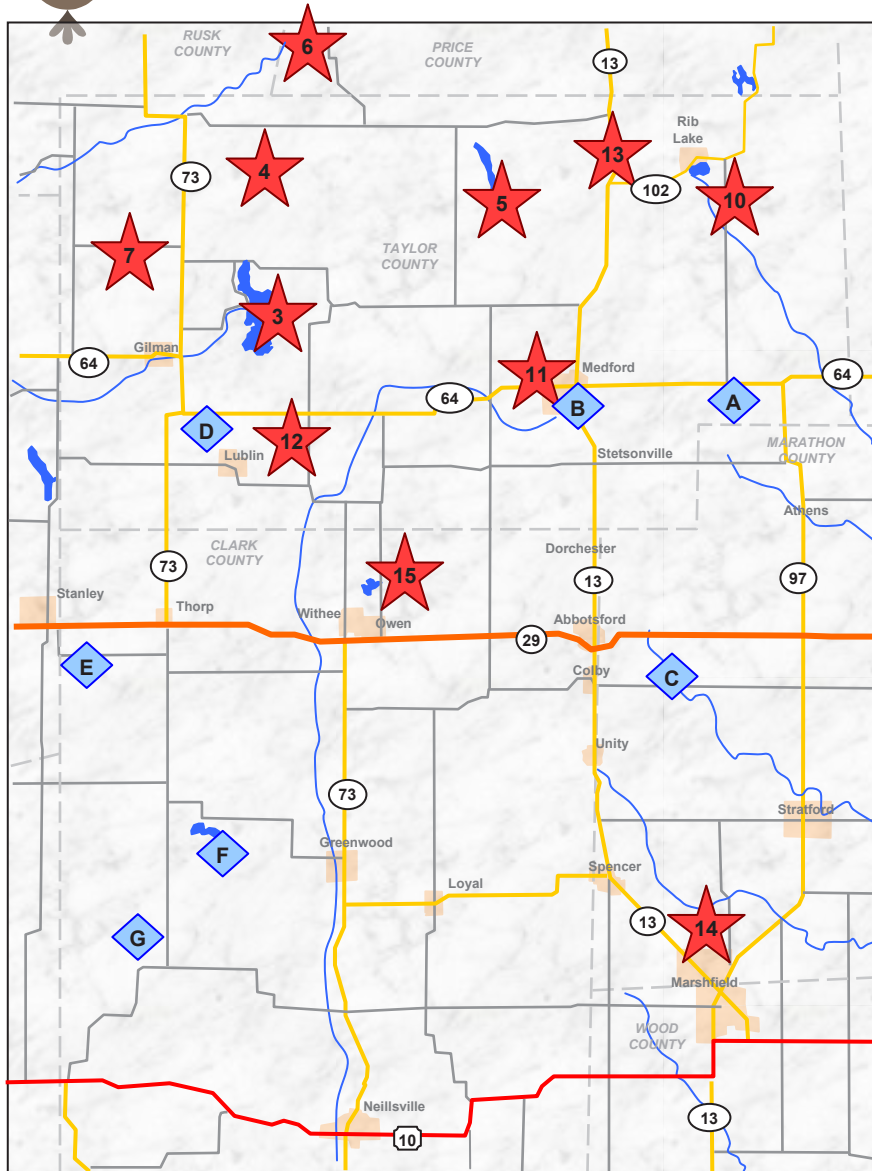 6
RUSK
COUNTY
PRICE
COUNTY
13
Rib
Lake
13
4
73
102
5
10
7
TAYLOR
COUNTY
3
Gilman
64
11
Medford
64
64
A
B
D
12
Lublin
Stetsonville
MARATHON
COUNTY
Athens
CLARK
COUNTY
Dorchester
73
15
13
97
Stanley
Thorp
Withee
Owen
Abbotsford
29
E
Colby
C
Unity
73
Stratford
Greenwood
F
Spencer
Loyal
13
14
G
Marshfield
WOOD
COUNTY
Neillsville
13
10